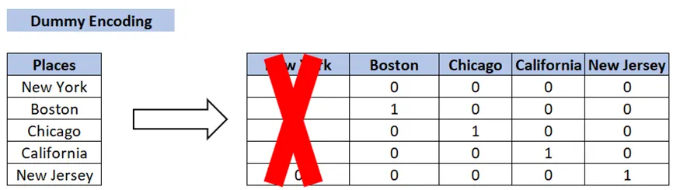 Dummy Encoding
Places
New York
Boston
Chicago
California
New Jersey
Boston Chicago California New Jersey
0 0 0 0
1 0 0 0
0 1 0 0
0 0 1 0
0 0 0 1